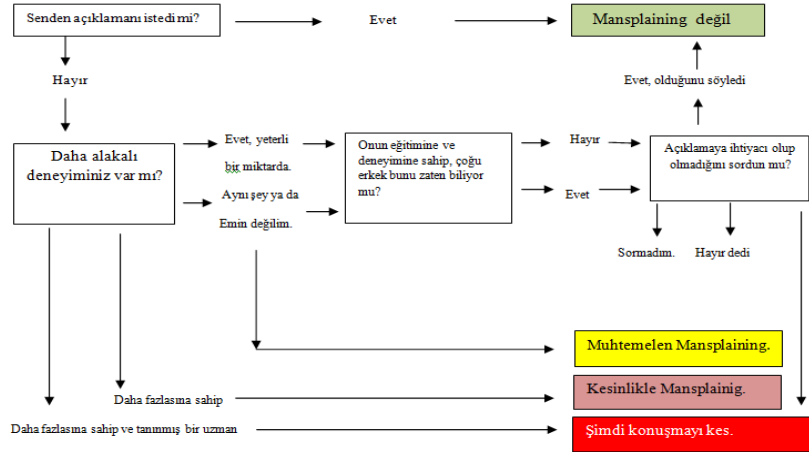 Senden açıklamanı istedi mi?
Evet
Mansplaining değil
Hayır
Evet, olduğunu söyledi
Daha alakalı
deneyiminiz var mı?
Evet, yeterli
bir miktarda.
Aynı şey ya da
Emin değilim.
Onun eğitimine ve
deneyimine sahip, çoğu
erkek bunu zaten biliyor
mu?
Hayır
Evet
Açıklamaya ihtiyacı olup
olmadığını sordun mu?
Sormadım.
Hayır dedi
Muhtemelen Mansplaining.
Daha fazlasına sahip
Kesinlikle Mansplainig.
Daha fazlasına sahip ve tanınmış bir uzman
Şimdi konuşmayı kes.